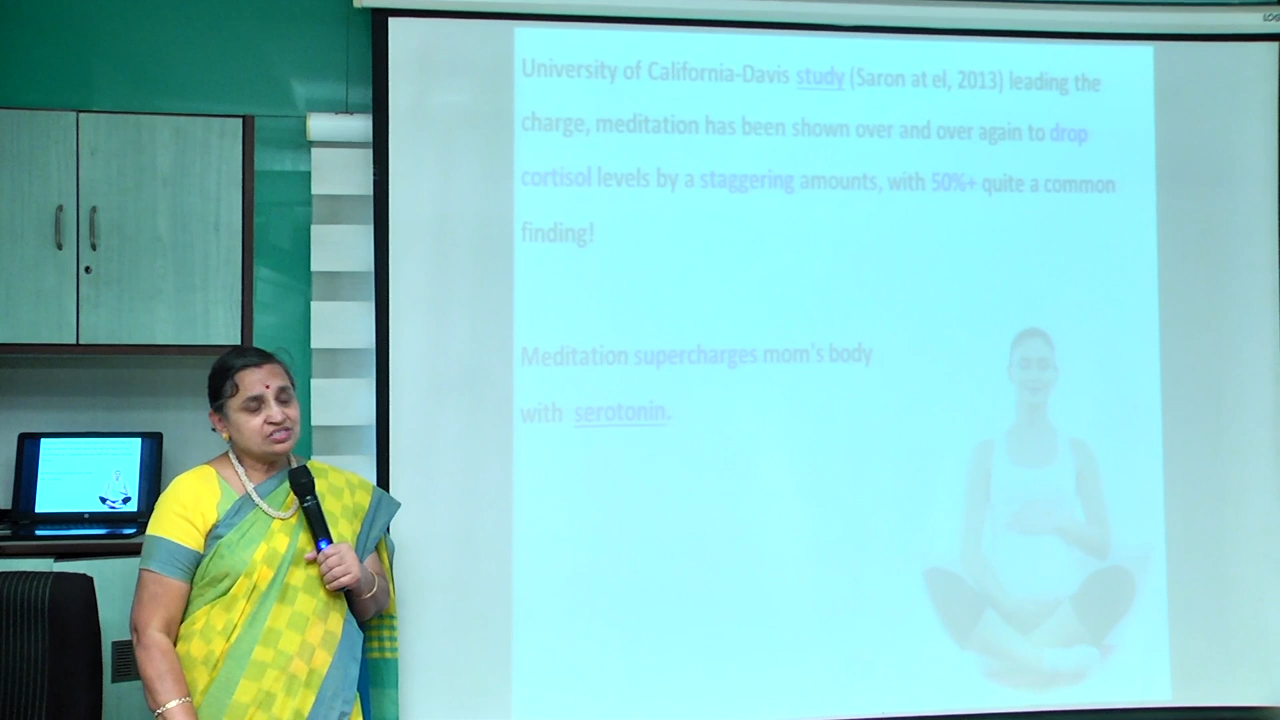 University of California-Davis study (Saron at el, 2013) leading the
charge, meditation has been shown over and over again to drop
cortisol levels by a staggering amounts, with 50%+ quite a common
finding!
Meditation supercharges mom's body
with serotonin.